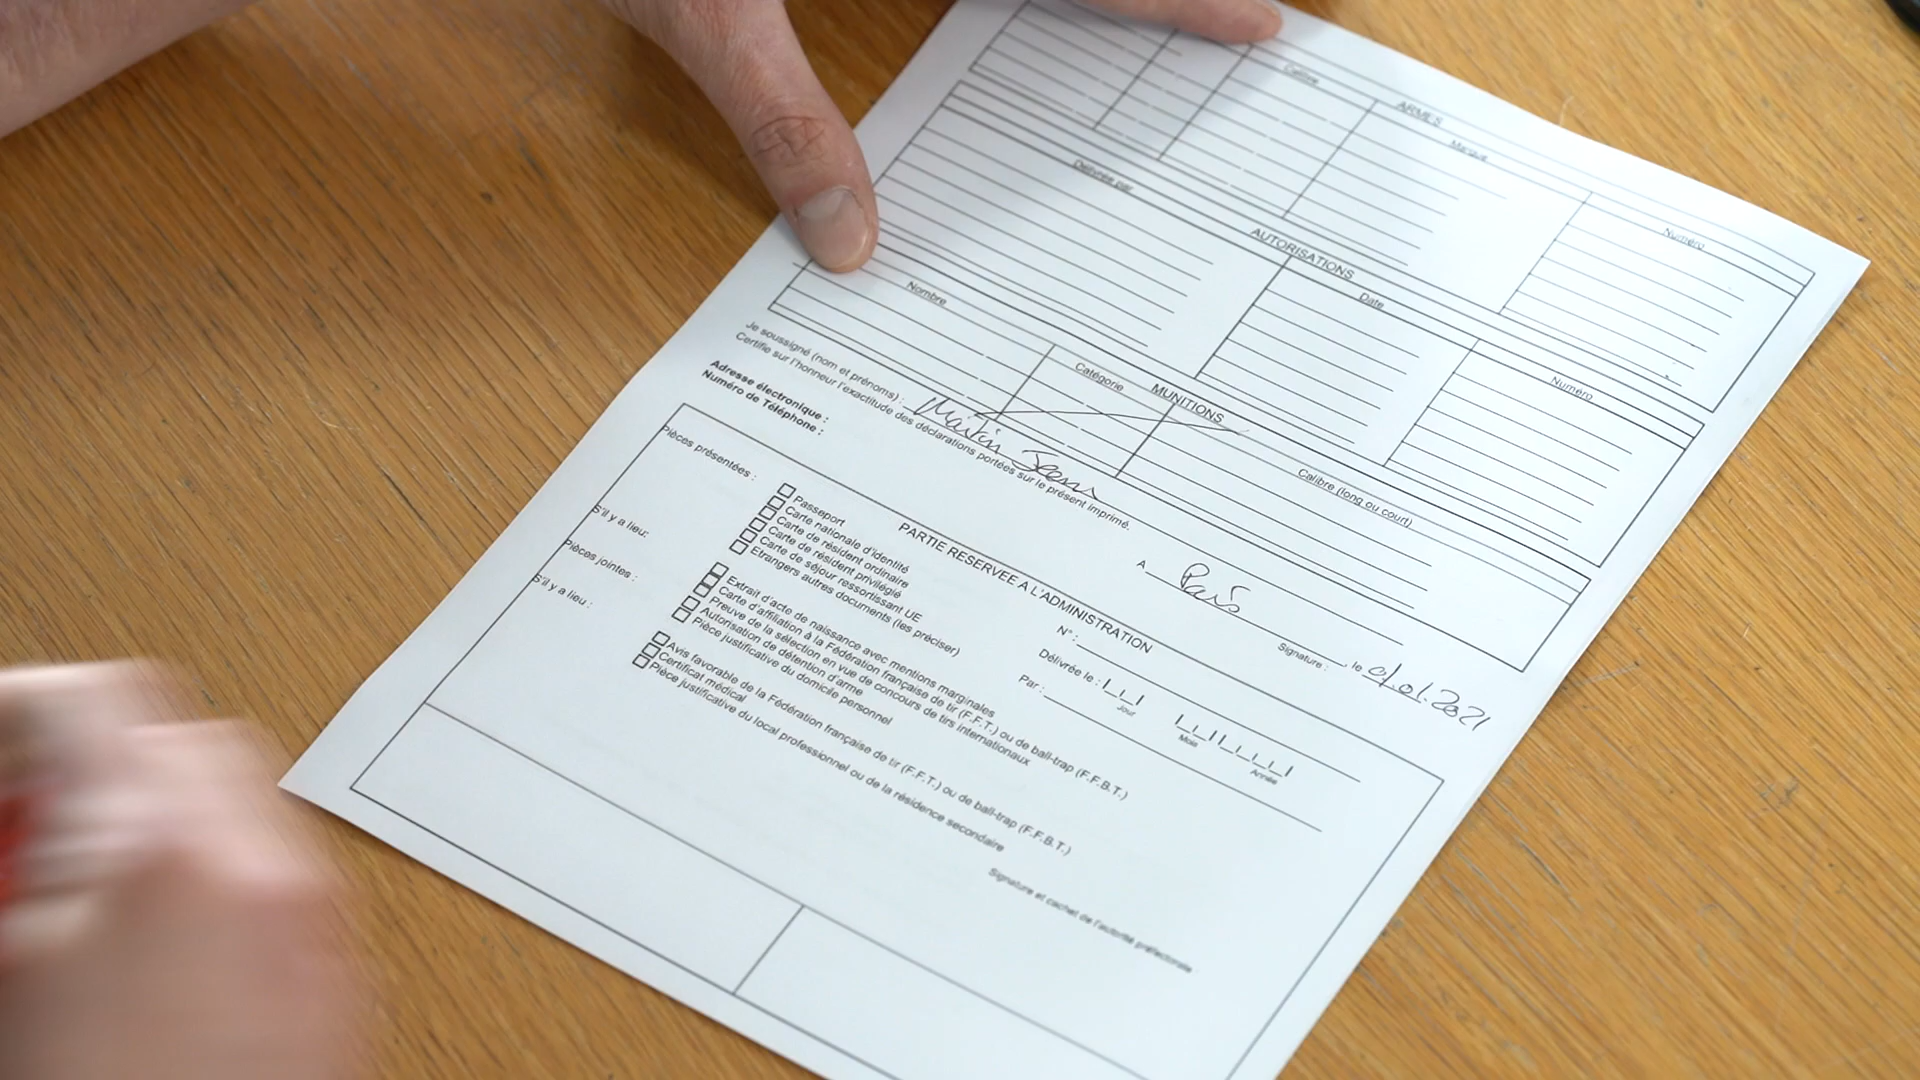 ARMES
Calibre
Marque
Numéro
AUTORISATIONS
Délivrée par
Date
Numéro
MUNITIONS
Nombre
Catégorie
Calibre (long ou court)
Je soussigné (nom et prénoms) : Martin
Certifie sur l'honneur l'exactitude des déclarations portées sur le présent imprimé.
Adresse électronique :
Numéro de Téléphone :
A Paris, le 01.01.2021
Signature :
PARTIE RESERVEE A L'ADMINISTRATION
Pièces présentées :
Passeport
Carte nationale d'identité
Carte de résident ordinaire
Carte de résident privilégié
Carte de séjour ressortissant UE
Etrangers autres documents (les préciser)
S'il y a lieu:
Pièces jointes :
Extrait d'acte de naissance avec mentions marginales
Carte d'affiliation à la Fédération française de tir (F.F.T.) ou de ball-trap (F.F.B.T.)
Preuve de la sélection en vue de concours de tirs internationaux
Autorisation de détention d'arme
Pièce justificative du domicile personnel
S'il y a lieu :
Avis favorable de la Fédération française de tir (F.F.T.) ou de ball-trap (F.F.B.T.)
Certificat médical
Pièce justificative du local professionnel ou de la résidence secondaire
N° :
Délivrée le :
Jour Mois Année
Par :
Signature et cachet de l'autorité préfectorale :